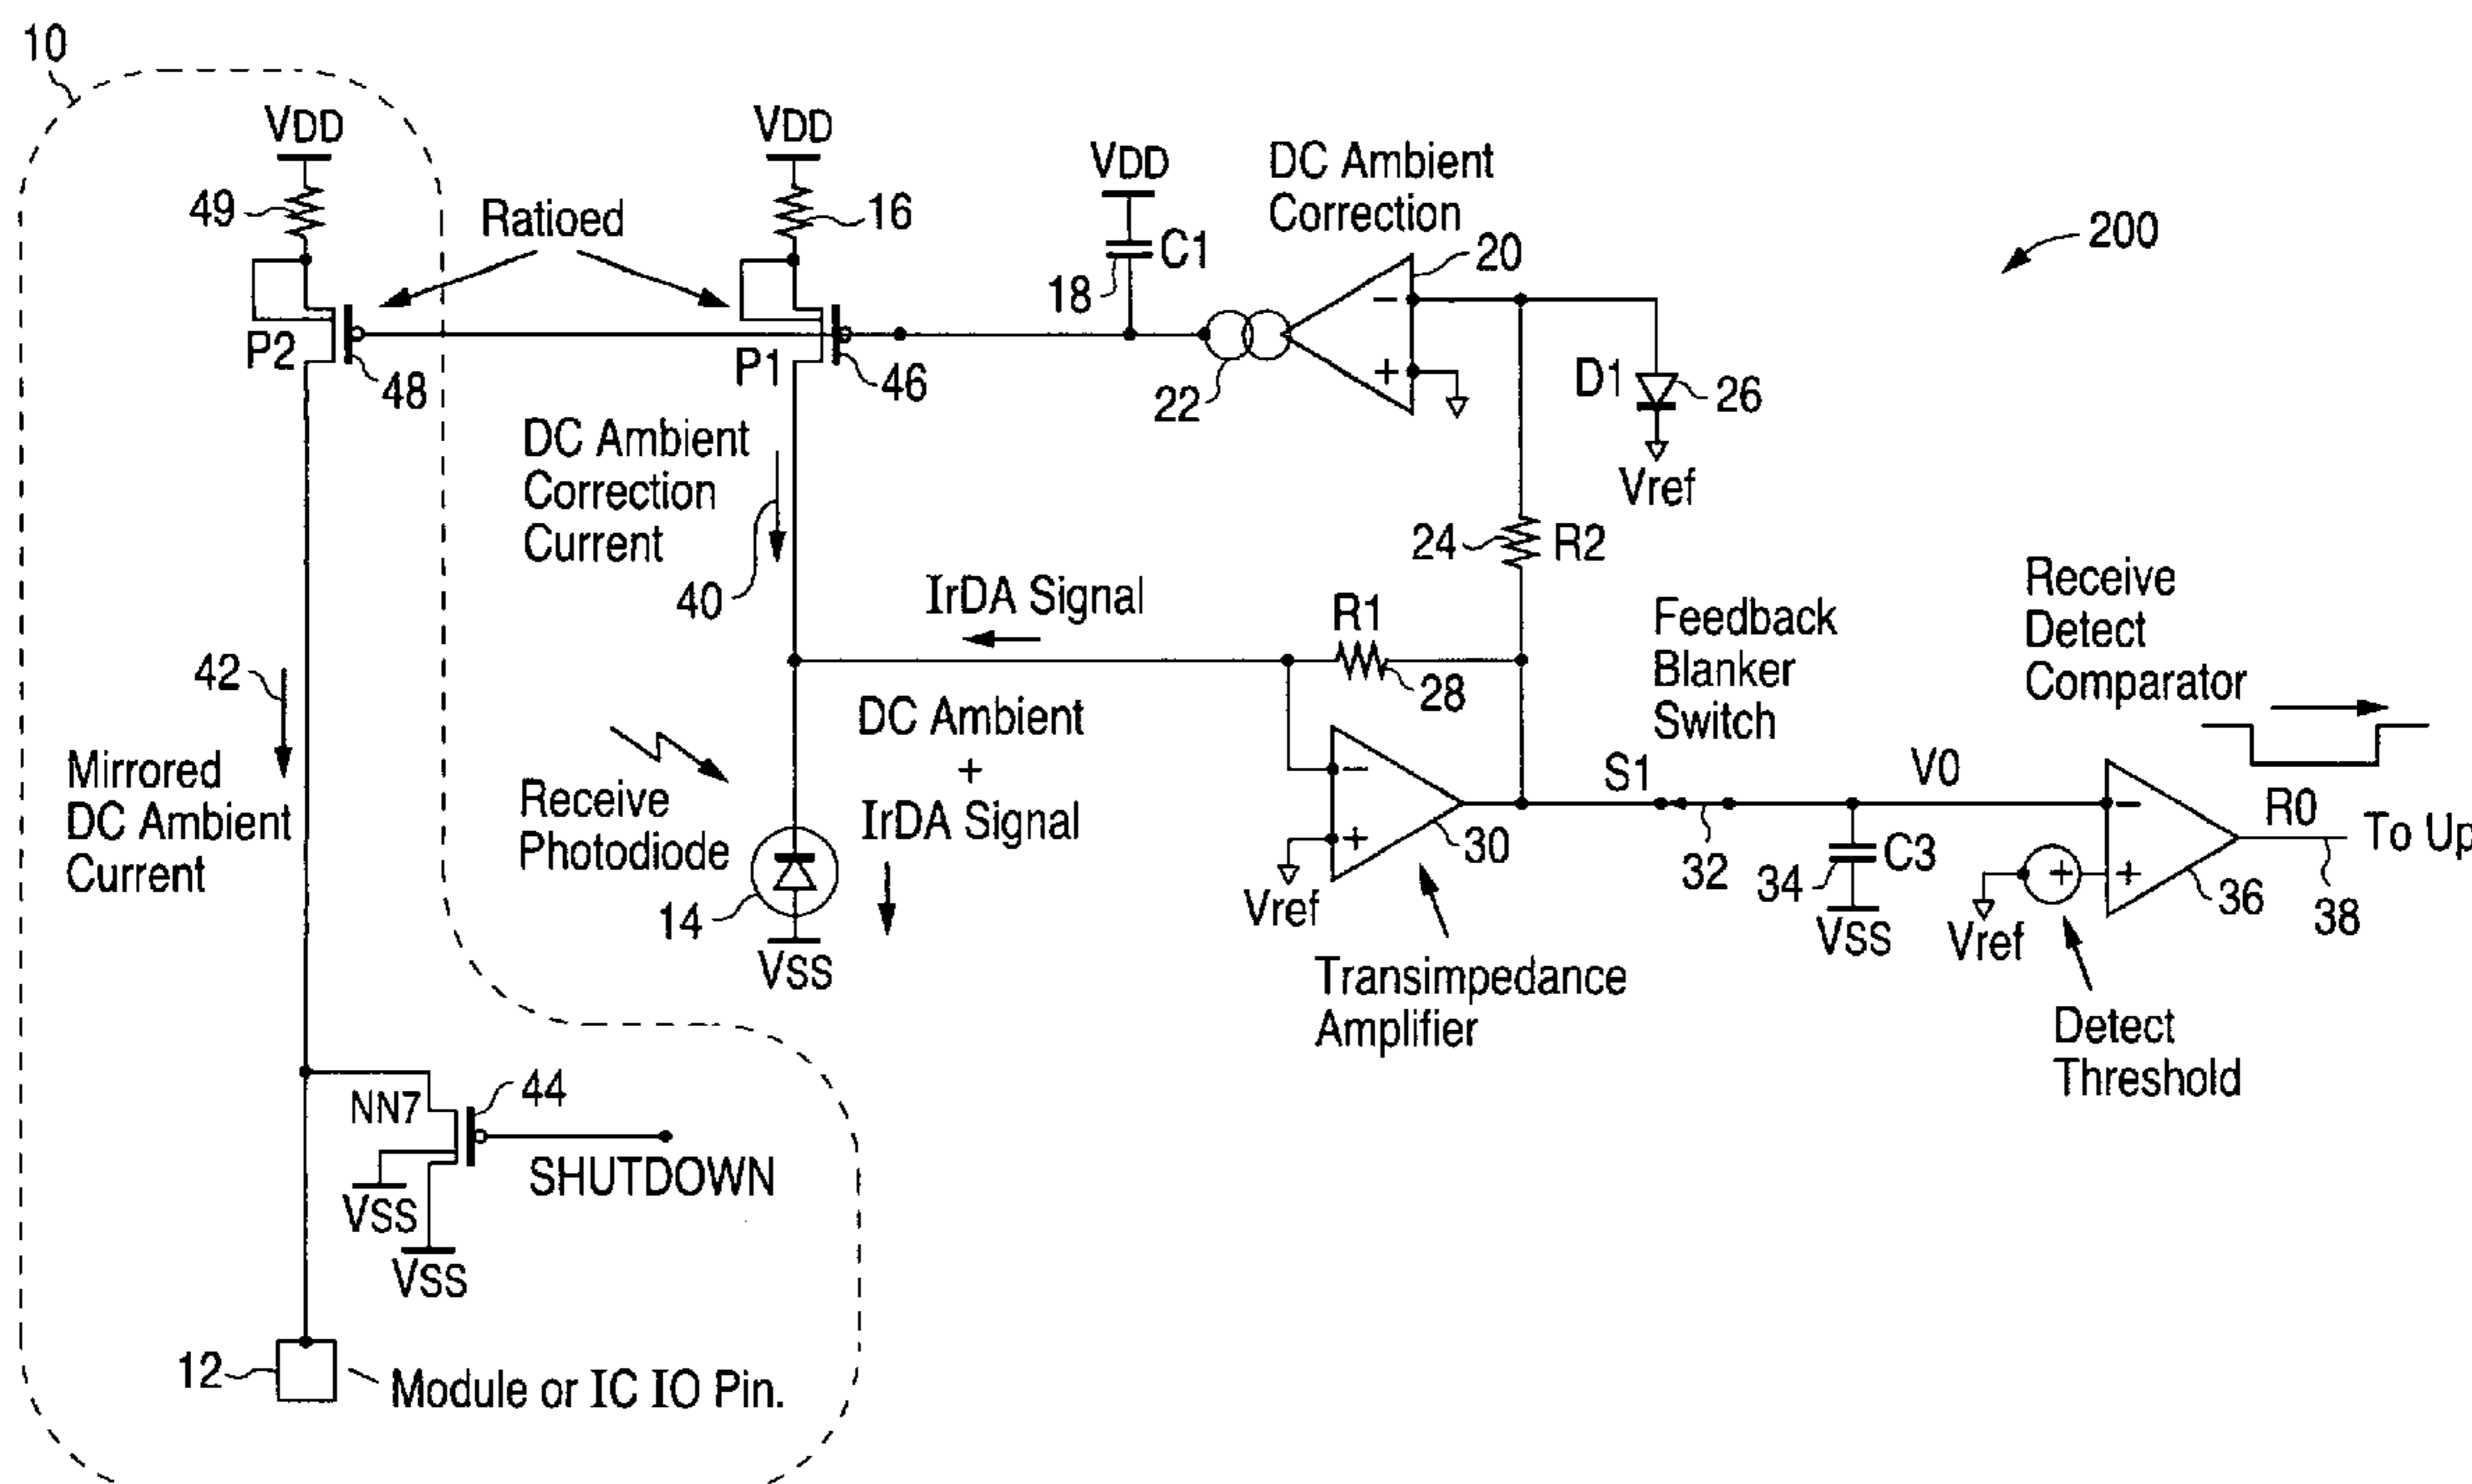 10
VDD
VDD
VDD
DC Ambient
Correction
49
Ratioed
16
C1
18
20
200
P2
48
P1
46
22
−
+
D1
26
Vref
DC Ambient
Correction
Current
40
24
R2
IrDA Signal
R1
28
Feedback
Blanker
Switch
Receive
Detect
Comparator
42
Mirrored
DC Ambient
Current
Receive
Photodiode
DC Ambient
+
IrDA Signal
14
VSS
−
+
30
Vref
Transimpedance
Amplifier
S1
32
34
C3
VSS
V0
−
+
+
Vref
36
R0
38
To Up
Detect
Threshold
NN7
44
SHUTDOWN
VSS
VSS
12
Module or IC IO Pin.